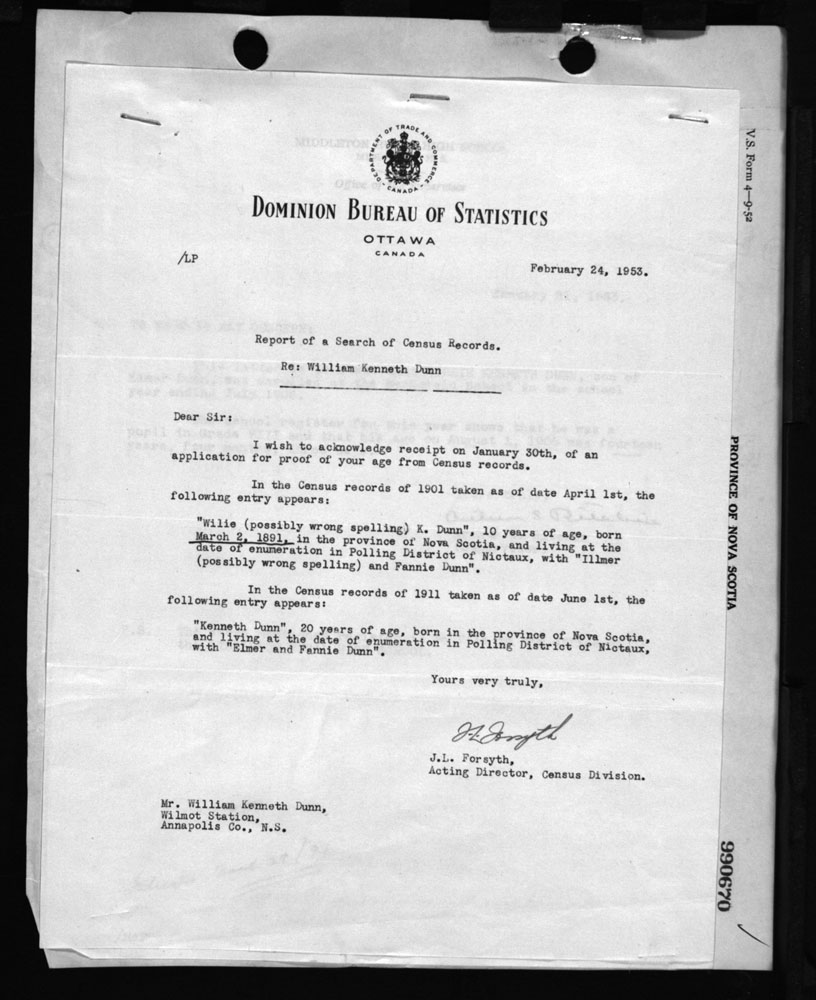 DEPARTMENT OF TRADE AND COMMERCE
CANADA
DOMINION BUREAU OF STATISTICS
OTTAWA
CANADA
/LP
February 24, 1953.
Report of a Search of Census Records.
Re: William Kenneth Dunn
Dear Sir:
I wish to acknowledge receipt on January 30th, of an
application for proof of your age from Census records.
In the Census records of 1901 taken as of date April 1st, the
following entry appears:
"Wilie (possibly wrong spelling) K. Dunn", 10 years of age, born
March 2, 1891, in the province of Nova Scotia, and living at the
date of enumeration in Polling District of Nictaux, with "Illmer
(possibly wrong spelling) and Fannie Dunn".
In the Census records of 1911 taken as of date June 1st, the
following entry appears:
"Kenneth Dunn", 20 years of age, born in the province of Nova Scotia,
and living at the date of enumeration in Polling District of Nictaux,
with "Elmer and Fannie Dunn".
Yours very truly,
J.L. Forsyth
J.L. Forsyth,
Acting Director, Census Division.
Mr. William Kenneth Dunn,
Wilmot Station,
Annapolis Co., N.S.
V.S. Form 4—9-52
PROVINCE OF NOVA SCOTIA
990670